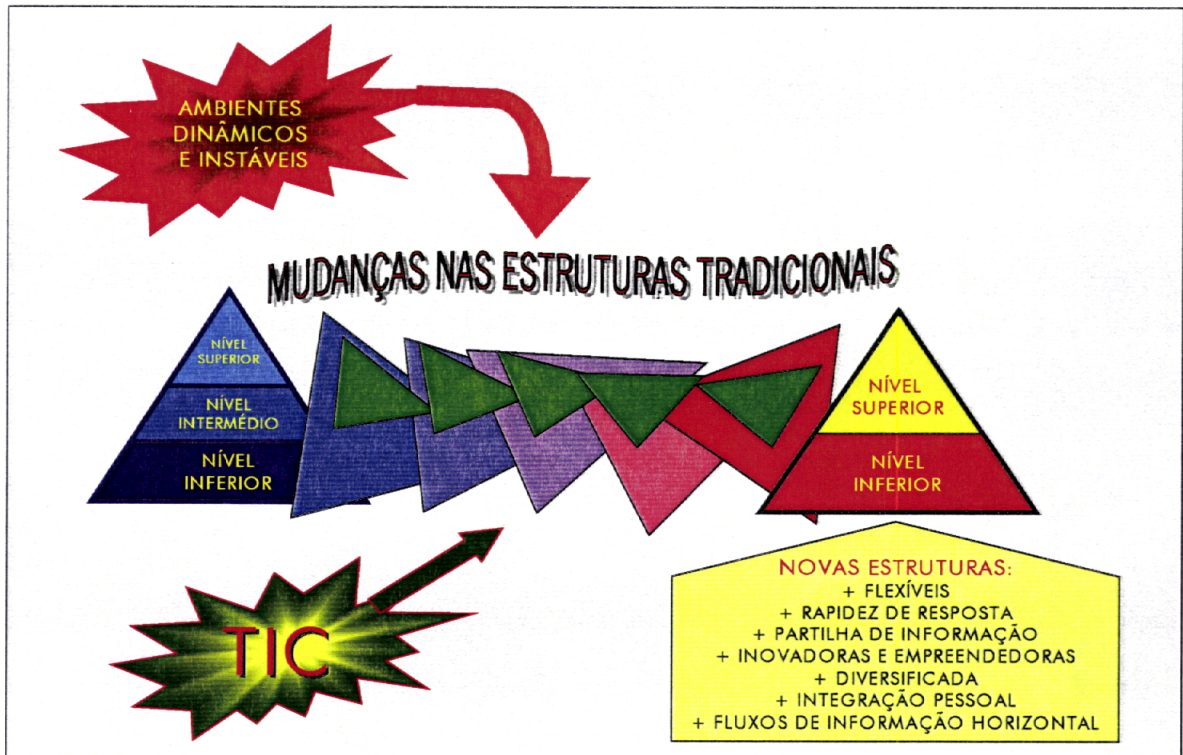 AMBIENTES
DINÂMICOS
E INSTÁVEIS
MUDANÇAS NAS ESTRUTURAS TRADICIONAIS
NÍVEL
SUPERIOR
NÍVEL
INTERMÉDIO
NÍVEL
INFERIOR
NÍVEL
SUPERIOR
NÍVEL
INFERIOR
TIC
NOVAS ESTRUTURAS:
+ FLEXÍVEIS
+ RAPIDEZ DE RESPOSTA
+ PARTILHA DE INFORMAÇÃO
+ INOVADORAS E EMPREENDEDORAS
+ DIVERSIFICADA
+ INTEGRAÇÃO PESSOAL
+ FLUXOS DE INFORMAÇÃO HORIZONTAL